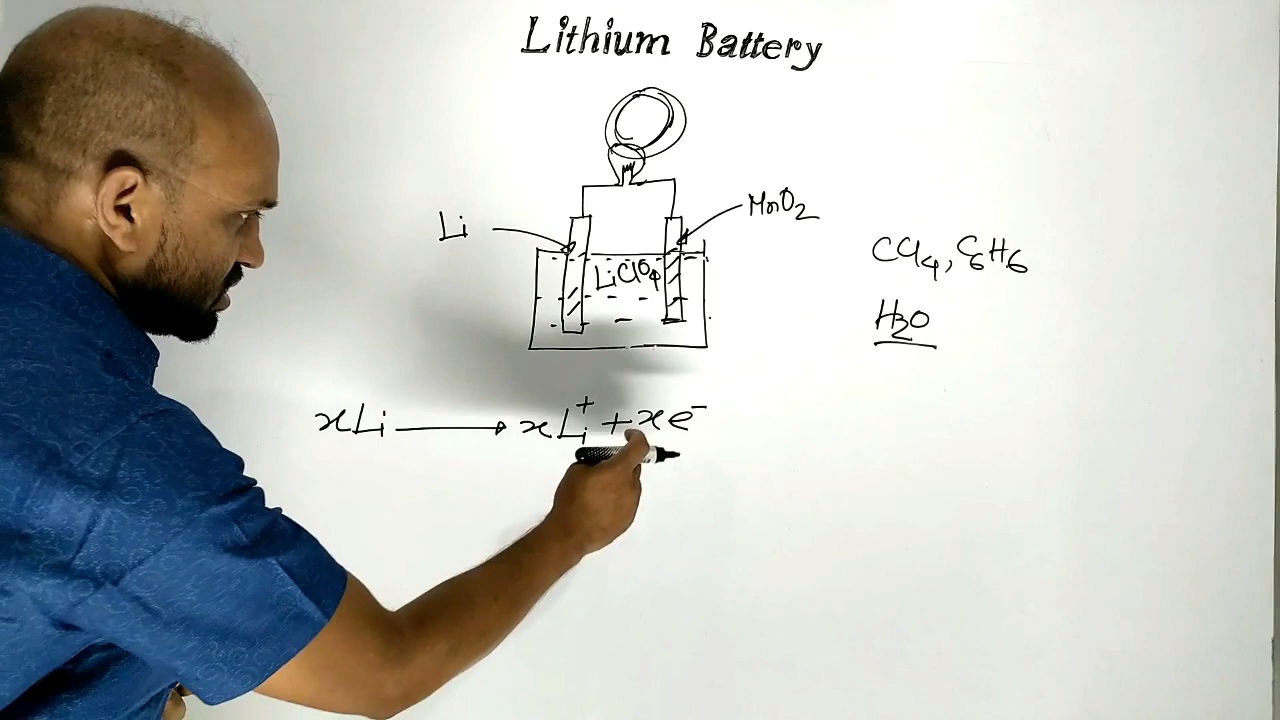 Lithium Battery
Li
MnO2
LiClO4
CCl4, C6H6
H2O
xLi ⟶ xLi⁺ + xe⁻